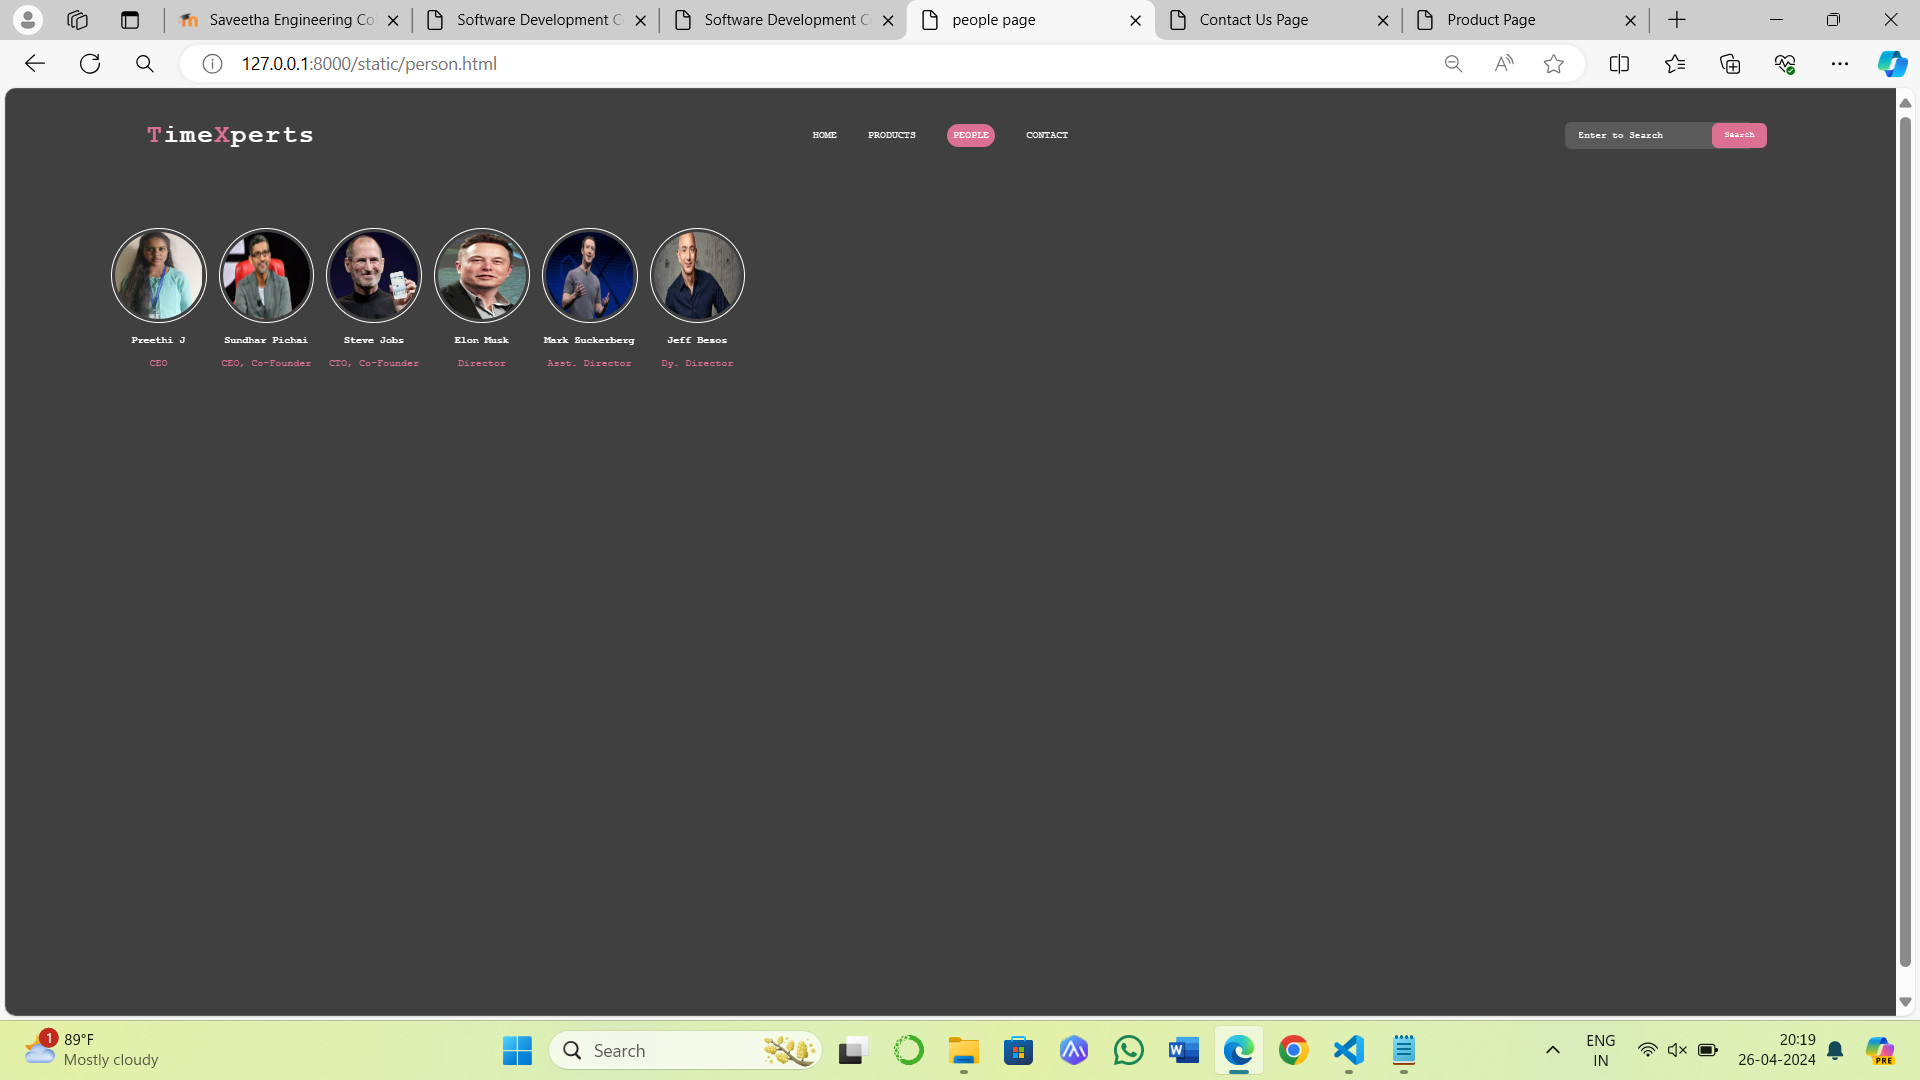 Saveetha Engineering Co
Software Development C
Software Development C
people page
Contact Us Page
Product Page
127.0.0.1:8000/static/person.html
TimeXperts
HOME
PRODUCTS
PEOPLE
CONTACT
Enter to Search
Search
Preethi J
Sundhar Pichai
Steve Jobs
Elon Musk
Mark Zuckerberg
Jeff Bezos
CEO
CEO, Co-Founder
CTO, Co-Founder
Director
Asst. Director
Dy. Director
1
89°F
Mostly cloudy
Search
W
ENG
IN
20:19
26-04-2024
PRE